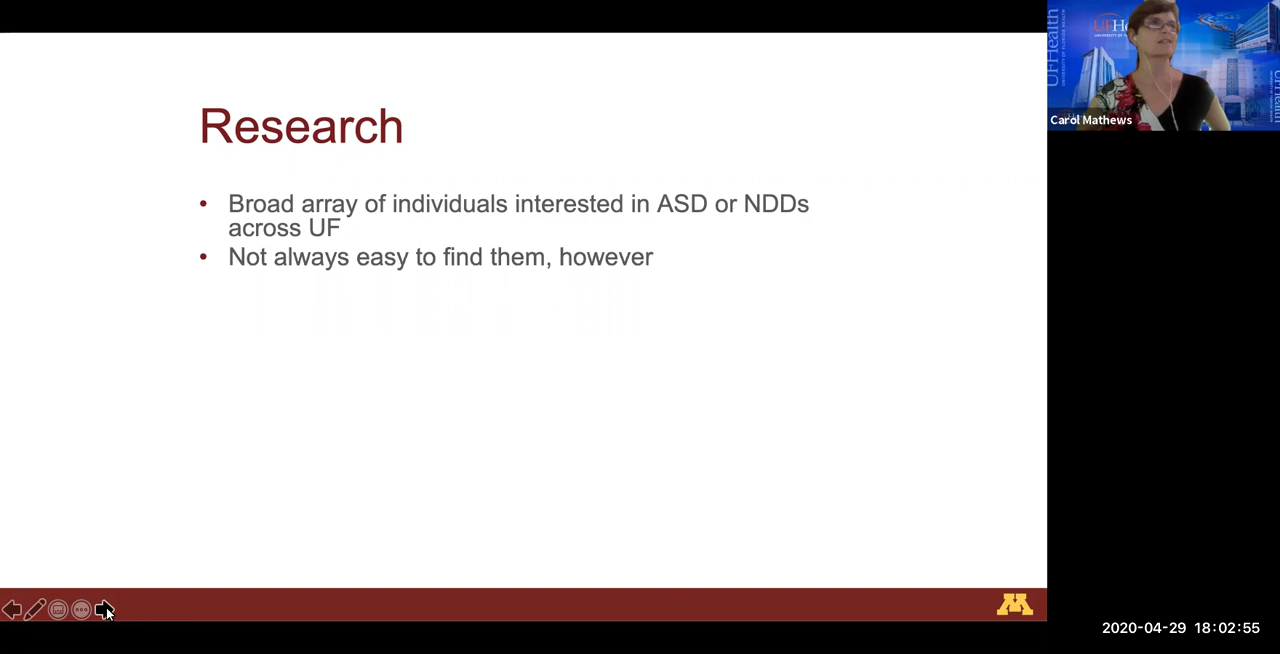 Research
• Broad array of individuals interested in ASD or NDDs
across UF
• Not always easy to find them, however
M
UFHealth
Carol Mathews
2020-04-29 18:02:55